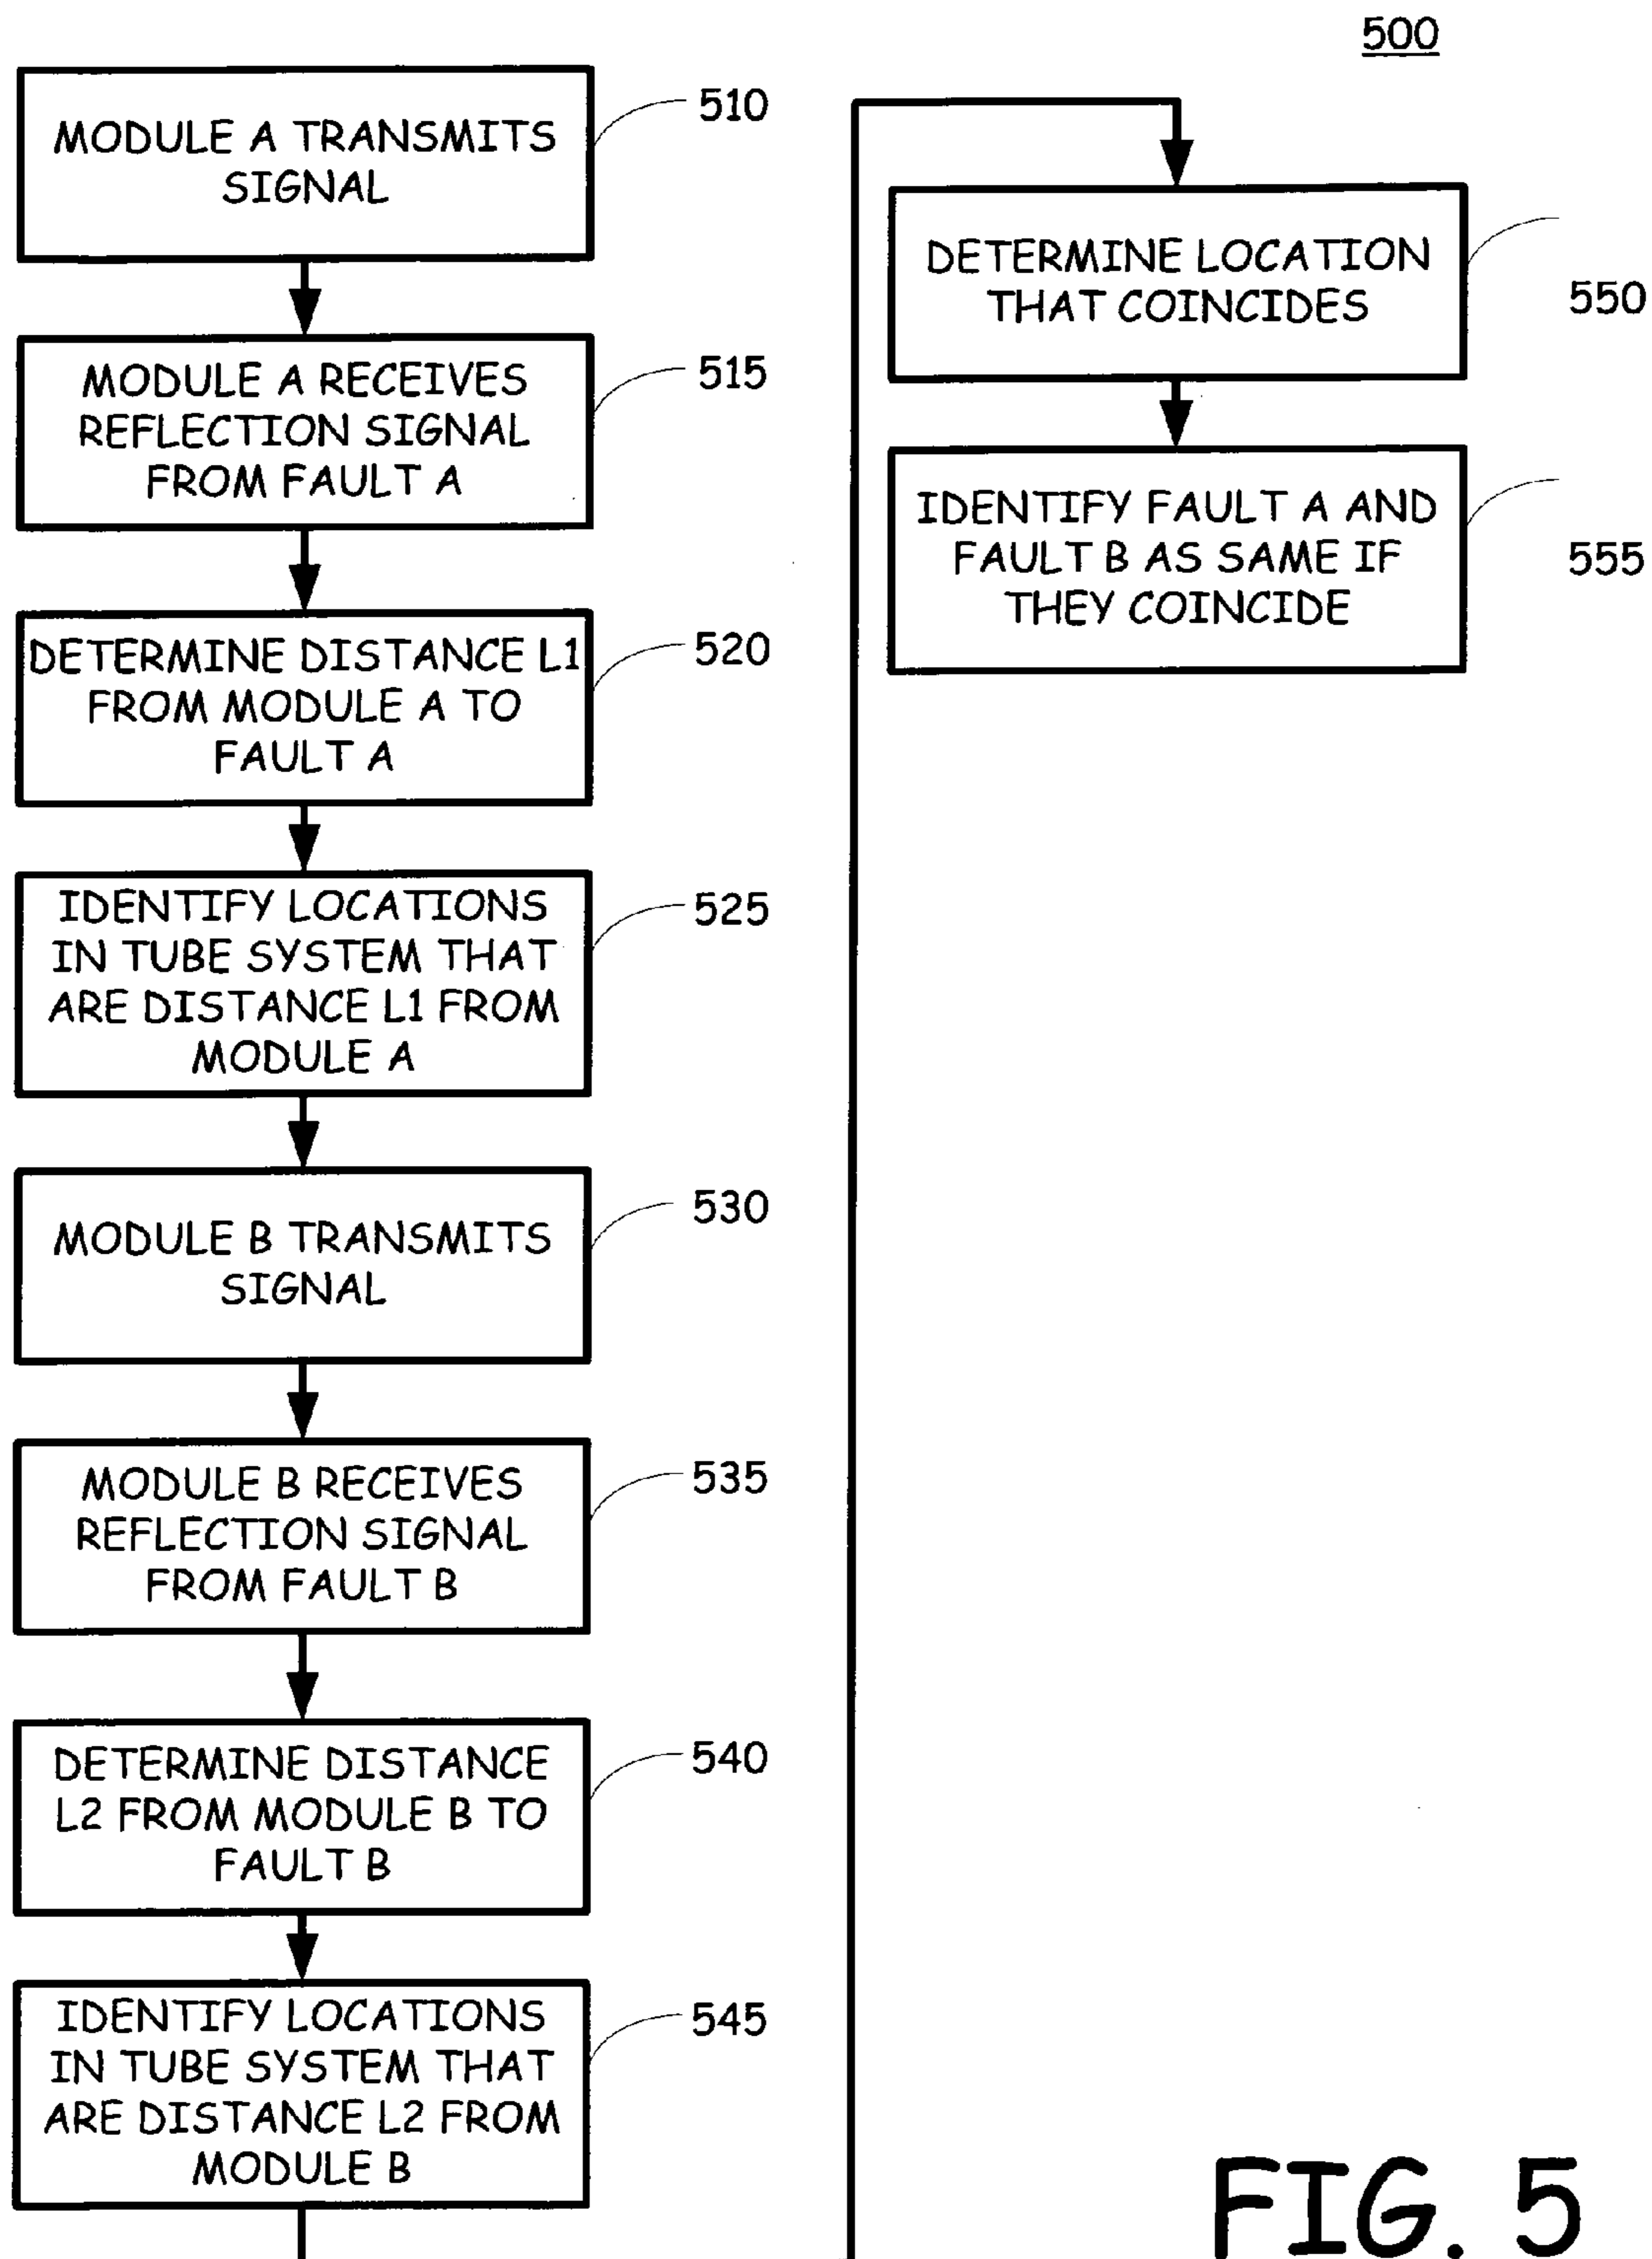 500
MODULE A TRANSMITS
SIGNAL
510
MODULE A RECEIVES
REFLECTION SIGNAL
FROM FAULT A
515
DETERMINE DISTANCE L1
FROM MODULE A TO
FAULT A
520
IDENTIFY LOCATIONS
IN TUBE SYSTEM THAT
ARE DISTANCE L1 FROM
MODULE A
525
MODULE B TRANSMITS
SIGNAL
530
MODULE B RECEIVES
REFLECTION SIGNAL
FROM FAULT B
535
DETERMINE DISTANCE
L2 FROM MODULE B TO
FAULT B
540
IDENTIFY LOCATIONS
IN TUBE SYSTEM THAT
ARE DISTANCE L2 FROM
MODULE B
545
DETERMINE LOCATION
THAT COINCIDES
550
IDENTIFY FAULT A AND
FAULT B AS SAME IF
THEY COINCIDE
555
FIG. 5